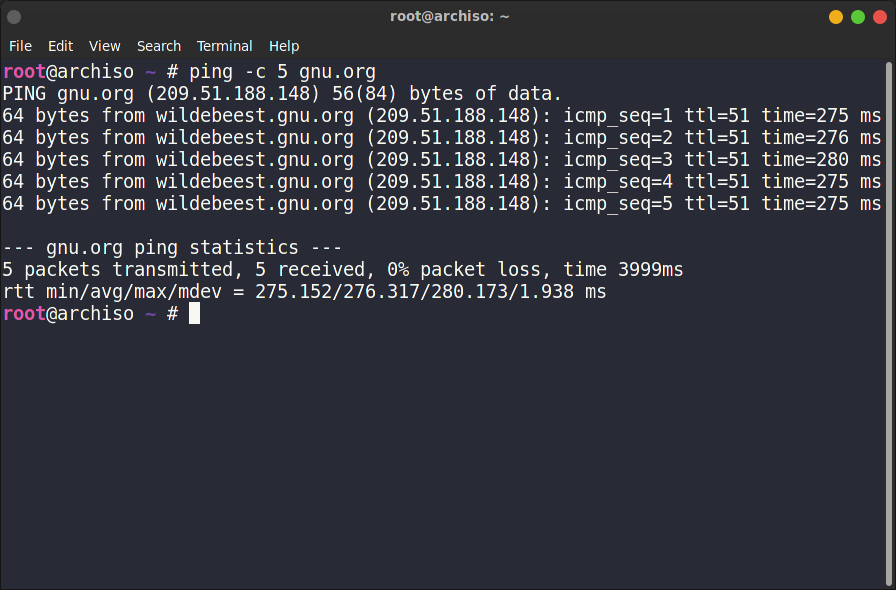 root@archiso: ~
File Edit View Search Terminal Help
root@archiso ~ # ping -c 5 gnu.org
PING gnu.org (209.51.188.148) 56(84) bytes of data.
64 bytes from wildebeest.gnu.org (209.51.188.148): icmp_seq=1 ttl=51 time=275 ms
64 bytes from wildebeest.gnu.org (209.51.188.148): icmp_seq=2 ttl=51 time=276 ms
64 bytes from wildebeest.gnu.org (209.51.188.148): icmp_seq=3 ttl=51 time=280 ms
64 bytes from wildebeest.gnu.org (209.51.188.148): icmp_seq=4 ttl=51 time=275 ms
64 bytes from wildebeest.gnu.org (209.51.188.148): icmp_seq=5 ttl=51 time=275 ms

--- gnu.org ping statistics ---
5 packets transmitted, 5 received, 0% packet loss, time 3999ms
rtt min/avg/max/mdev = 275.152/276.317/280.173/1.938 ms
root@archiso ~ #